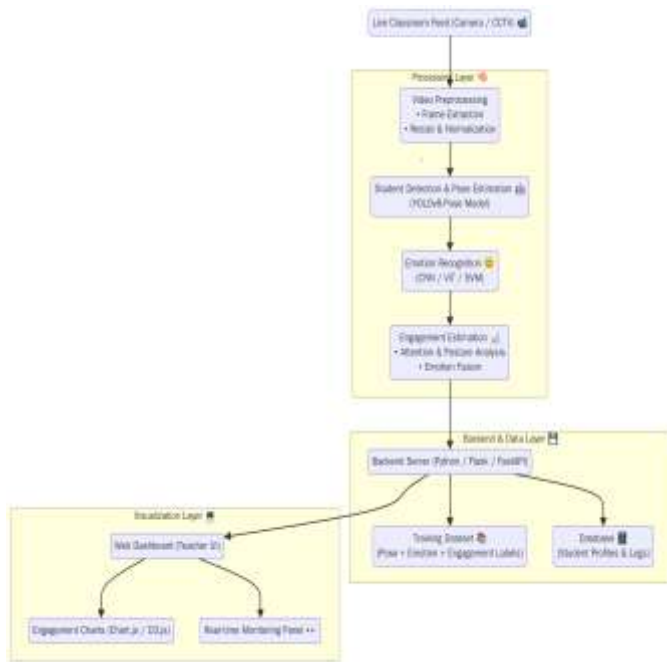 Live Classroom Feed (Camera / CCTV) 📹
Processing Layer 🧠
Video Preprocessing
• Frame Extraction
• Resize & Normalization
Student Detection & Pose Estimation 🤖
(YOLOv8-Pose Model)
Emotion Recognition 😊
(CNN / ViT / SVM)
Engagement Estimation 📊
• Attention & Posture Analysis
• Emotion Fusion
Backend & Data Layer 💾
Backend Server (Python / Flask / FastAPI)
Visualization Layer 💻
Web Dashboard (Teacher UI)
Training Dataset 📚
(Pose + Emotion + Engagement Labels)
Database 🗄️
(Student Profiles & Logs)
Engagement Charts (Chart.js / D3.js)
Real-time Monitoring Panel 👀